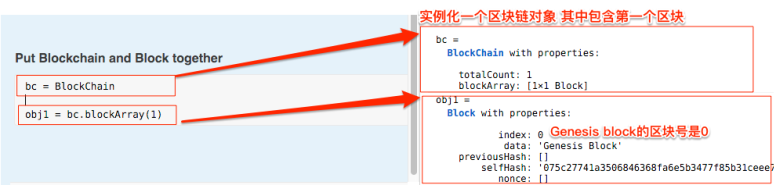 实例化一个区块链对象 其中包含第一个区块
Put Blockchain and Block together
bc = BlockChain
obj1 = bc.blockArray(1)
bc =
BlockChain with properties:
totalCount: 1
blockArray: [1×1 Block]
obj1 =
Block with properties:
index: 0
Genesis block的区块号是0
data: 'Genesis Block'
previousHash: []
selfHash: '075c27741a3506846368fa6e5b3477f85b31ceee7
nonce: []